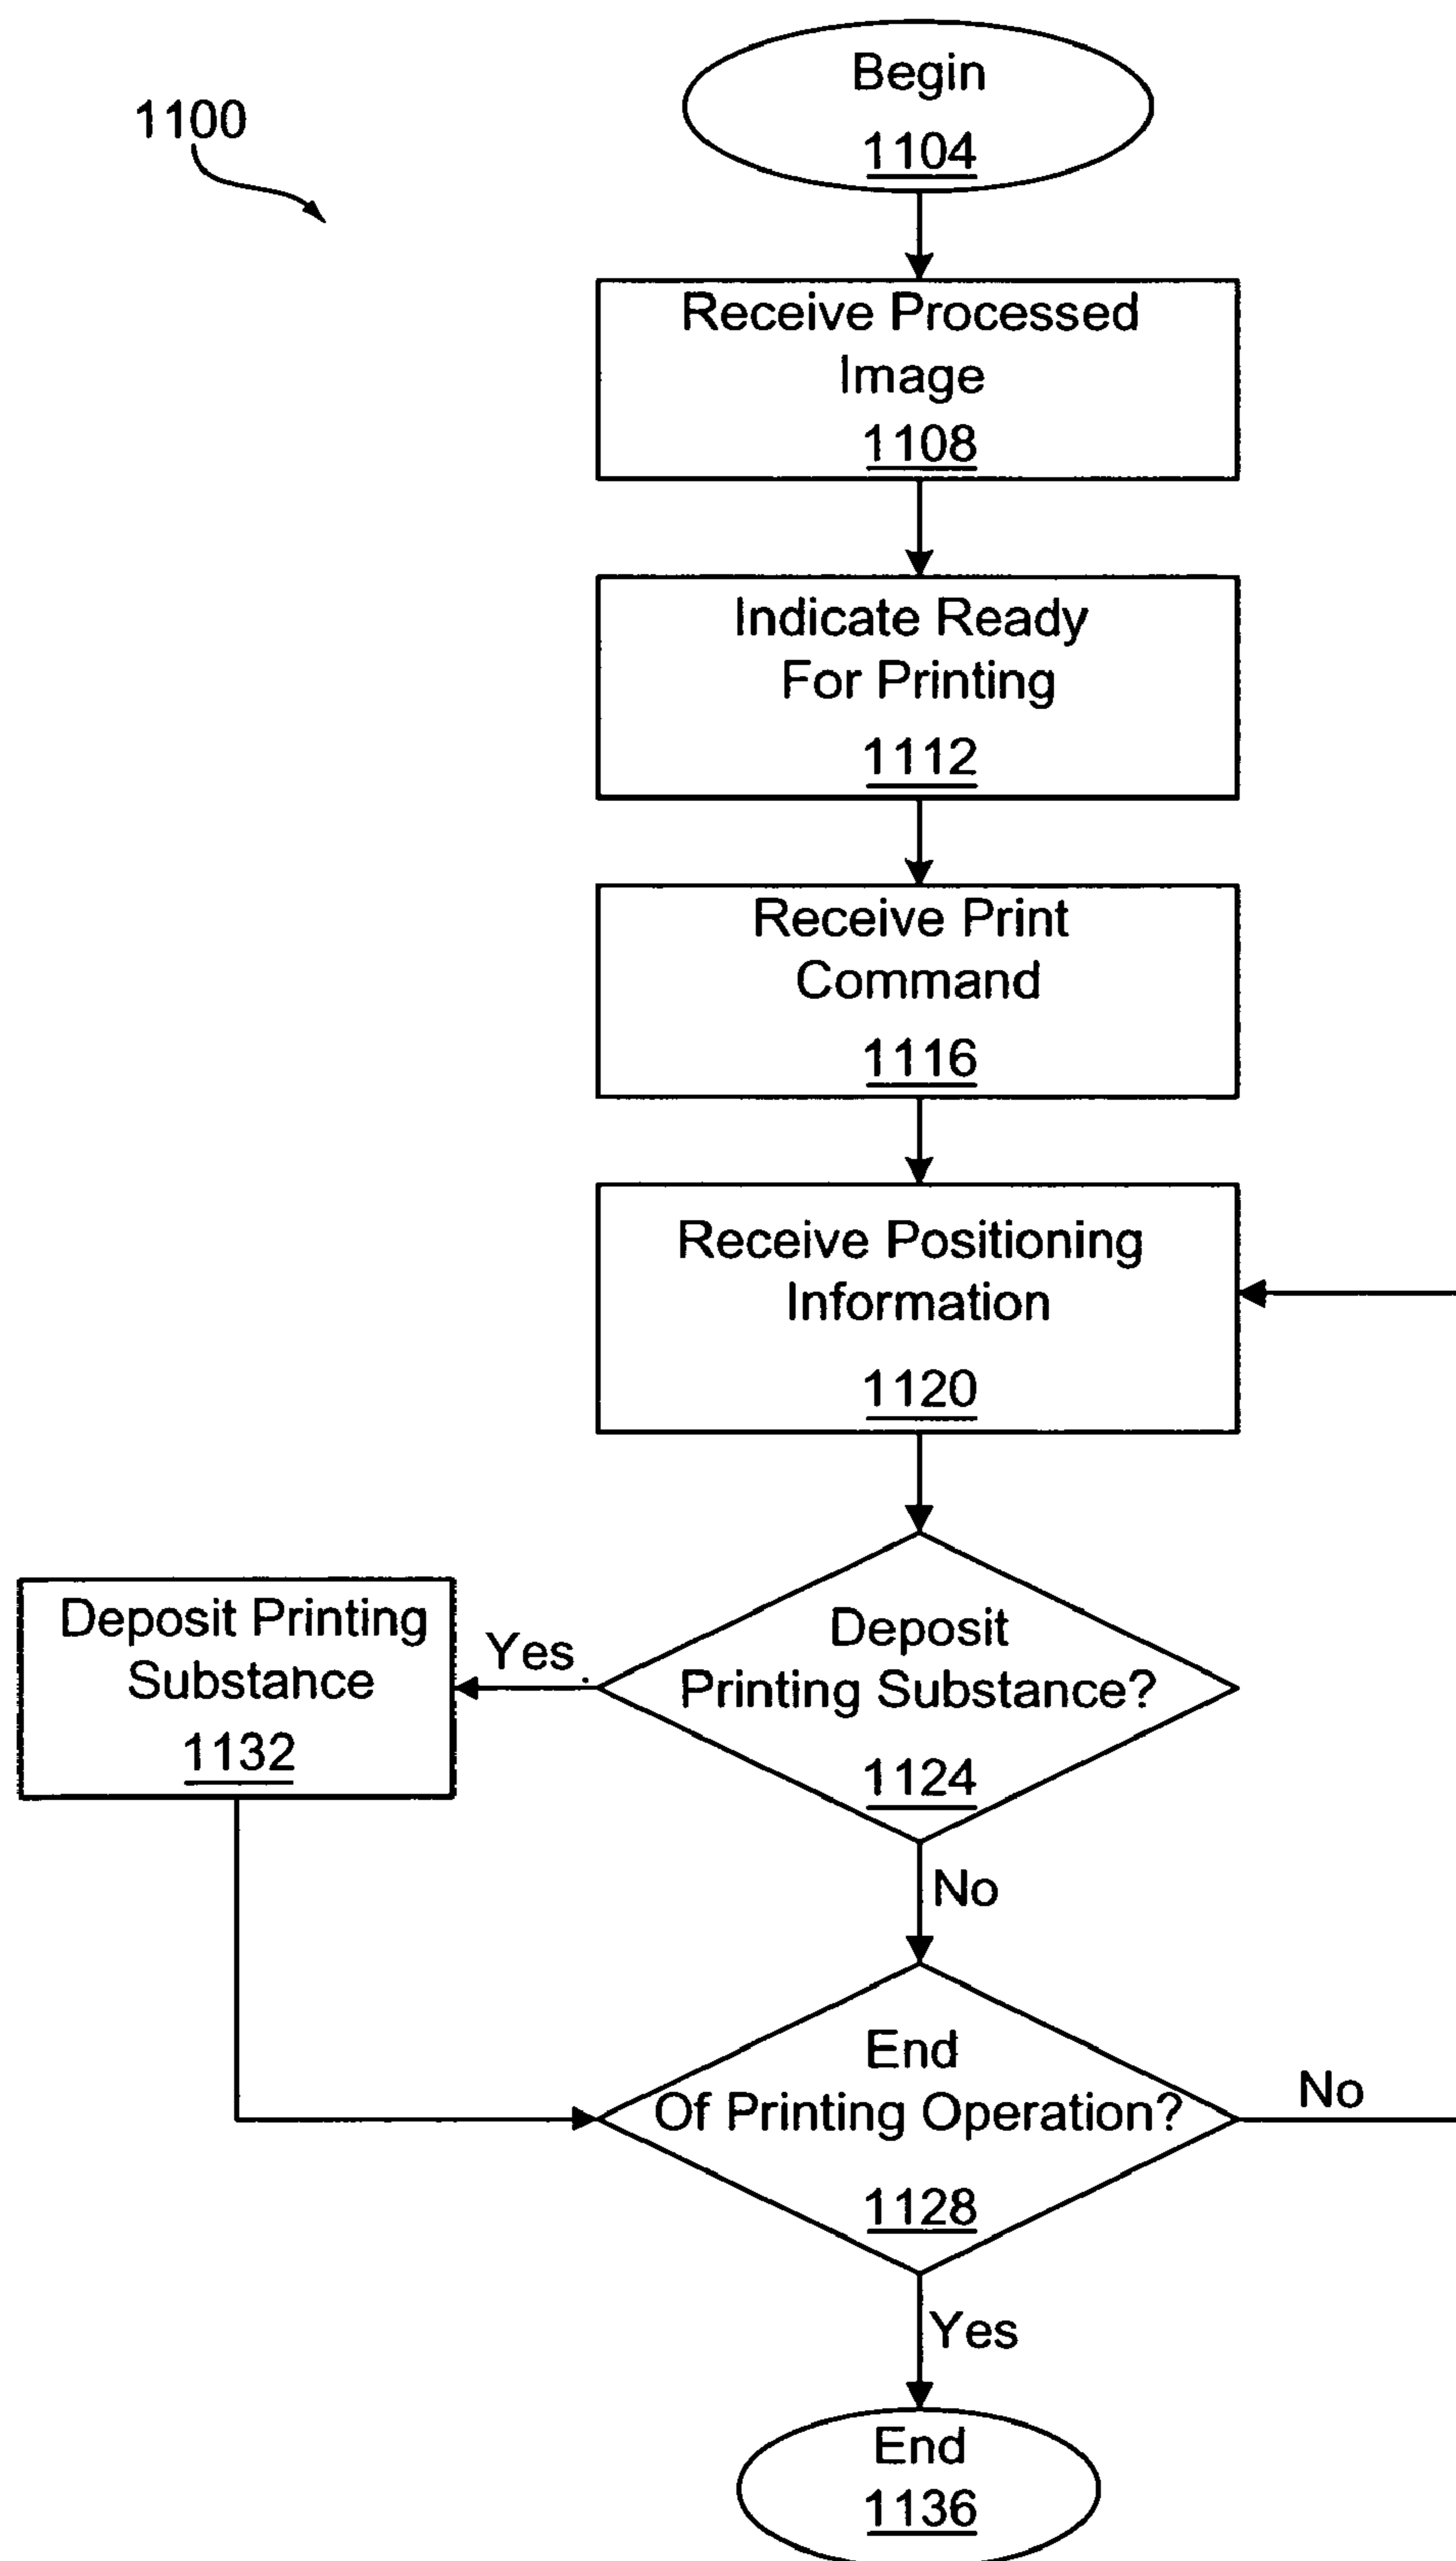 1100
Begin
1104
Receive Processed
Image
1108
Indicate Ready
For Printing
1112
Receive Print
Command
1116
Receive Positioning
Information
1120
Deposit
Printing Substance?
1124
Yes
Deposit Printing
Substance
1132
No
End
Of Printing Operation?
1128
No
Yes
End
1136